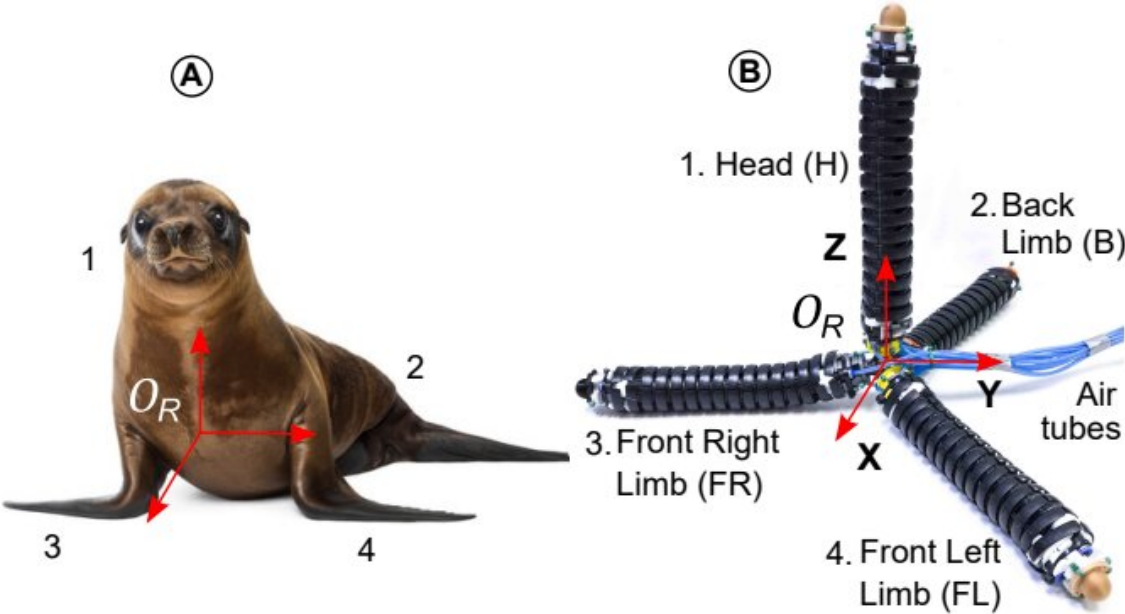 A
B
1. Head (H)
2. Back
Limb (B)
Z
O_R
Y
X
Air
tubes
3. Front Right
Limb (FR)
4. Front Left
Limb (FL)
1
2
O_R
3
4